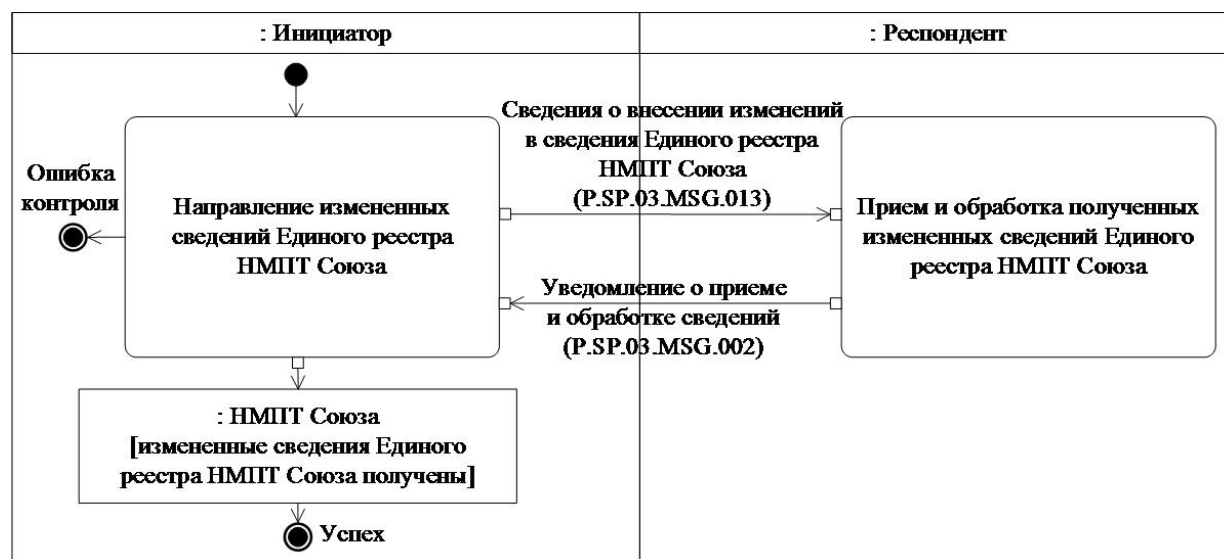 : Инициатор
: Респондент
Сведения о внесении изменений
в сведения Единого реестра
НМПТ Союза
(P.SP.03.MSG.013)
Ошибка
контроля
Направление измененных
сведений Единого реестра
НМПТ Союза
Прием и обработка полученных
измененных сведений Единого
реестра НМПТ Союза
Уведомление о приеме
и обработке сведений
(P.SP.03.MSG.002)
: НМПТ Союза
[измененные сведения Единого
реестра НМПТ Союза получены]
Успех